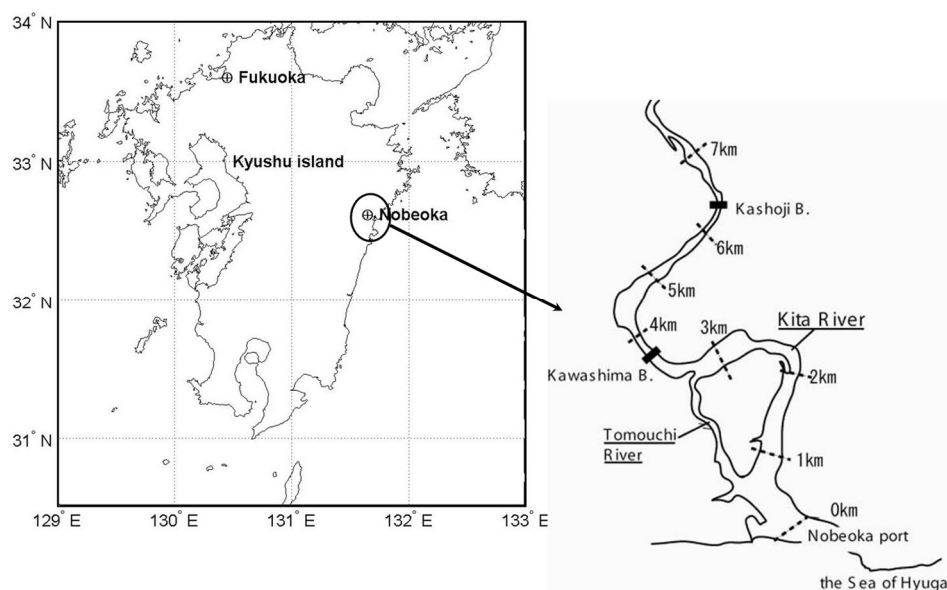 34° N
Fukuoka
33° N
Kyushu island
Nobeoka
32° N
31° N
129° E
130° E
131° E
132° E
133° E
7km
Kashoji B.
6km
5km
Kita River
4km
3km
Kawashima B.
2km
Tomouchi
River
1km
0km
Nobeoka port
the Sea of Hyuga